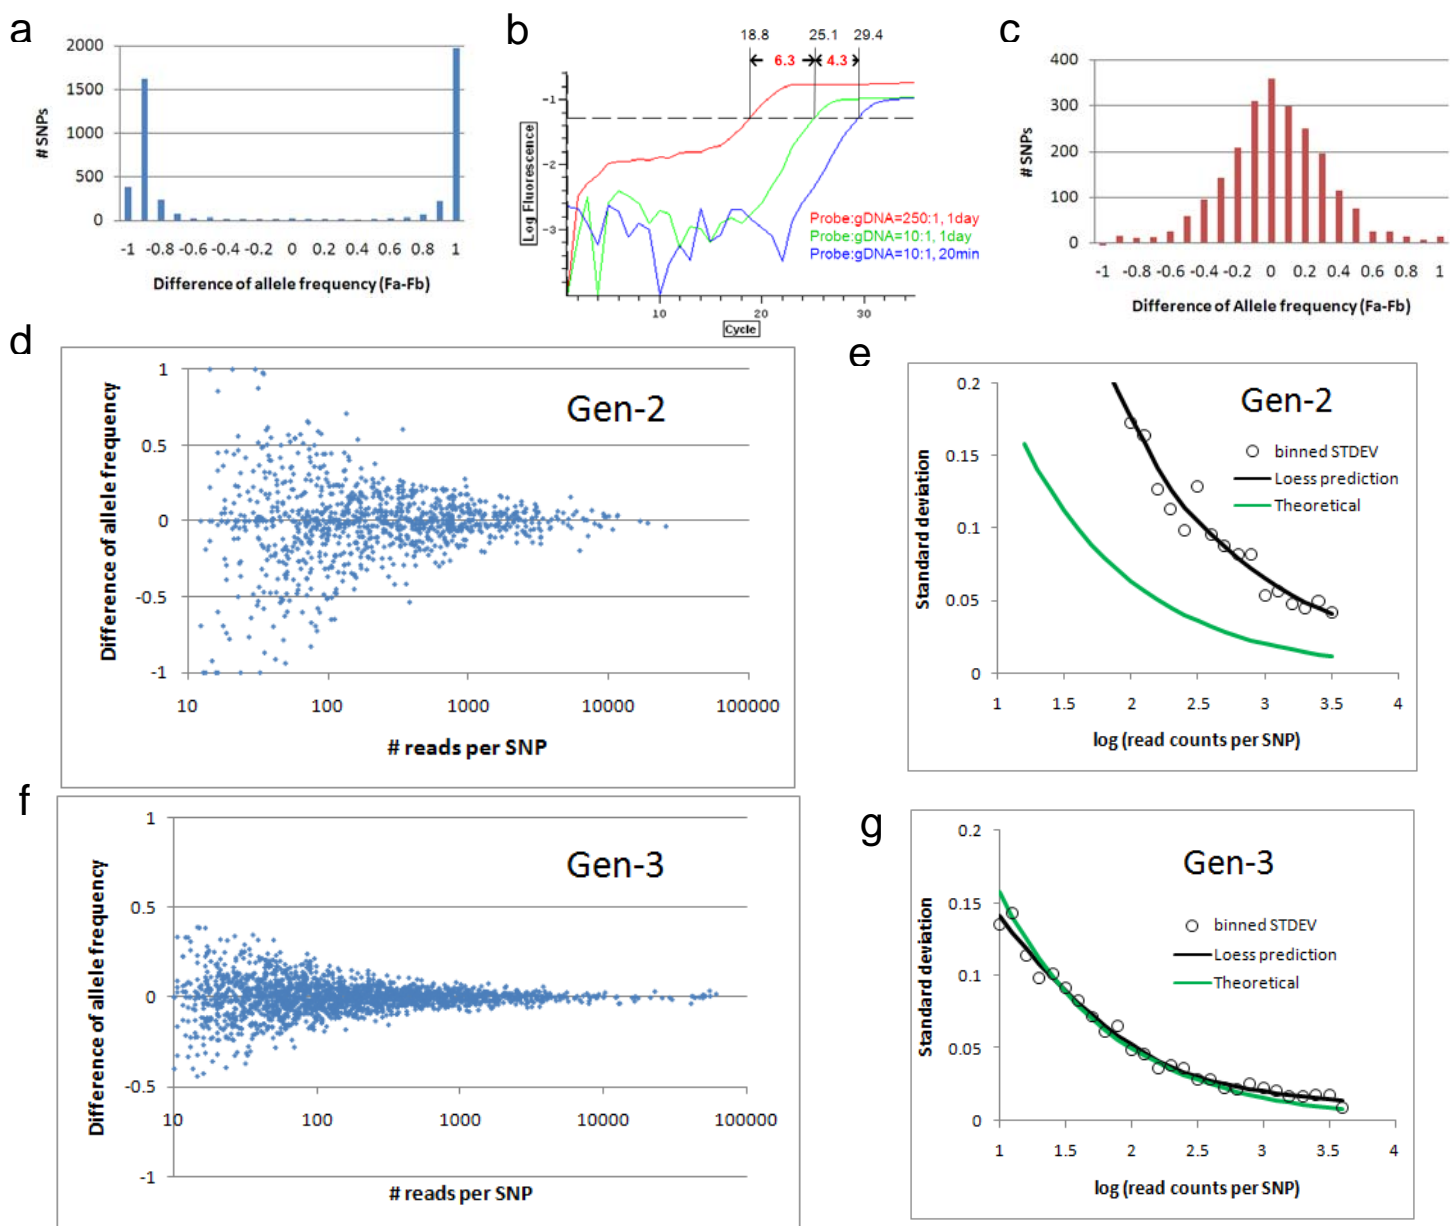 a
2000
1500
1000
500
0
# SNPs
-1 -0.8 -0.6 -0.4 -0.2 0 0.2 0.4 0.6 0.8 1
Difference of allele frequency (Fa-Fb)
b
18.8 25.1 29.4
6.3 4.3
-1
-2
-3
Log Fluorescence
Probe:gDNA=250:1, 1day
Probe:gDNA=10:1, 1day
Probe:gDNA=10:1, 20min
10 20 30
Cycle
c
400
300
200
100
0
# SNPs
-1 -0.8 -0.6 -0.4 -0.2 0 0.2 0.4 0.6 0.8 1
Difference of Allele frequency (Fa-Fb)
d
Gen-2
1
0.5
0
-0.5
-1
Difference of allele frequency
10 100 1000 10000 100000
# reads per SNP
e
Gen-2
0.2
0.15
0.1
0.05
0
Standard deviation
binned STDEV
Loess prediction
Theoretical
1 1.5 2 2.5 3 3.5 4
log (read counts per SNP)
f
Gen-3
1
0.5
0
-0.5
-1
Difference of allele frequency
10 100 1000 10000 100000
# reads per SNP
g
Gen-3
0.2
0.15
0.1
0.05
0
Standard deviation
binned STDEV
Loess prediction
Theoretical
1 1.5 2 2.5 3 3.5 4
log (read counts per SNP)